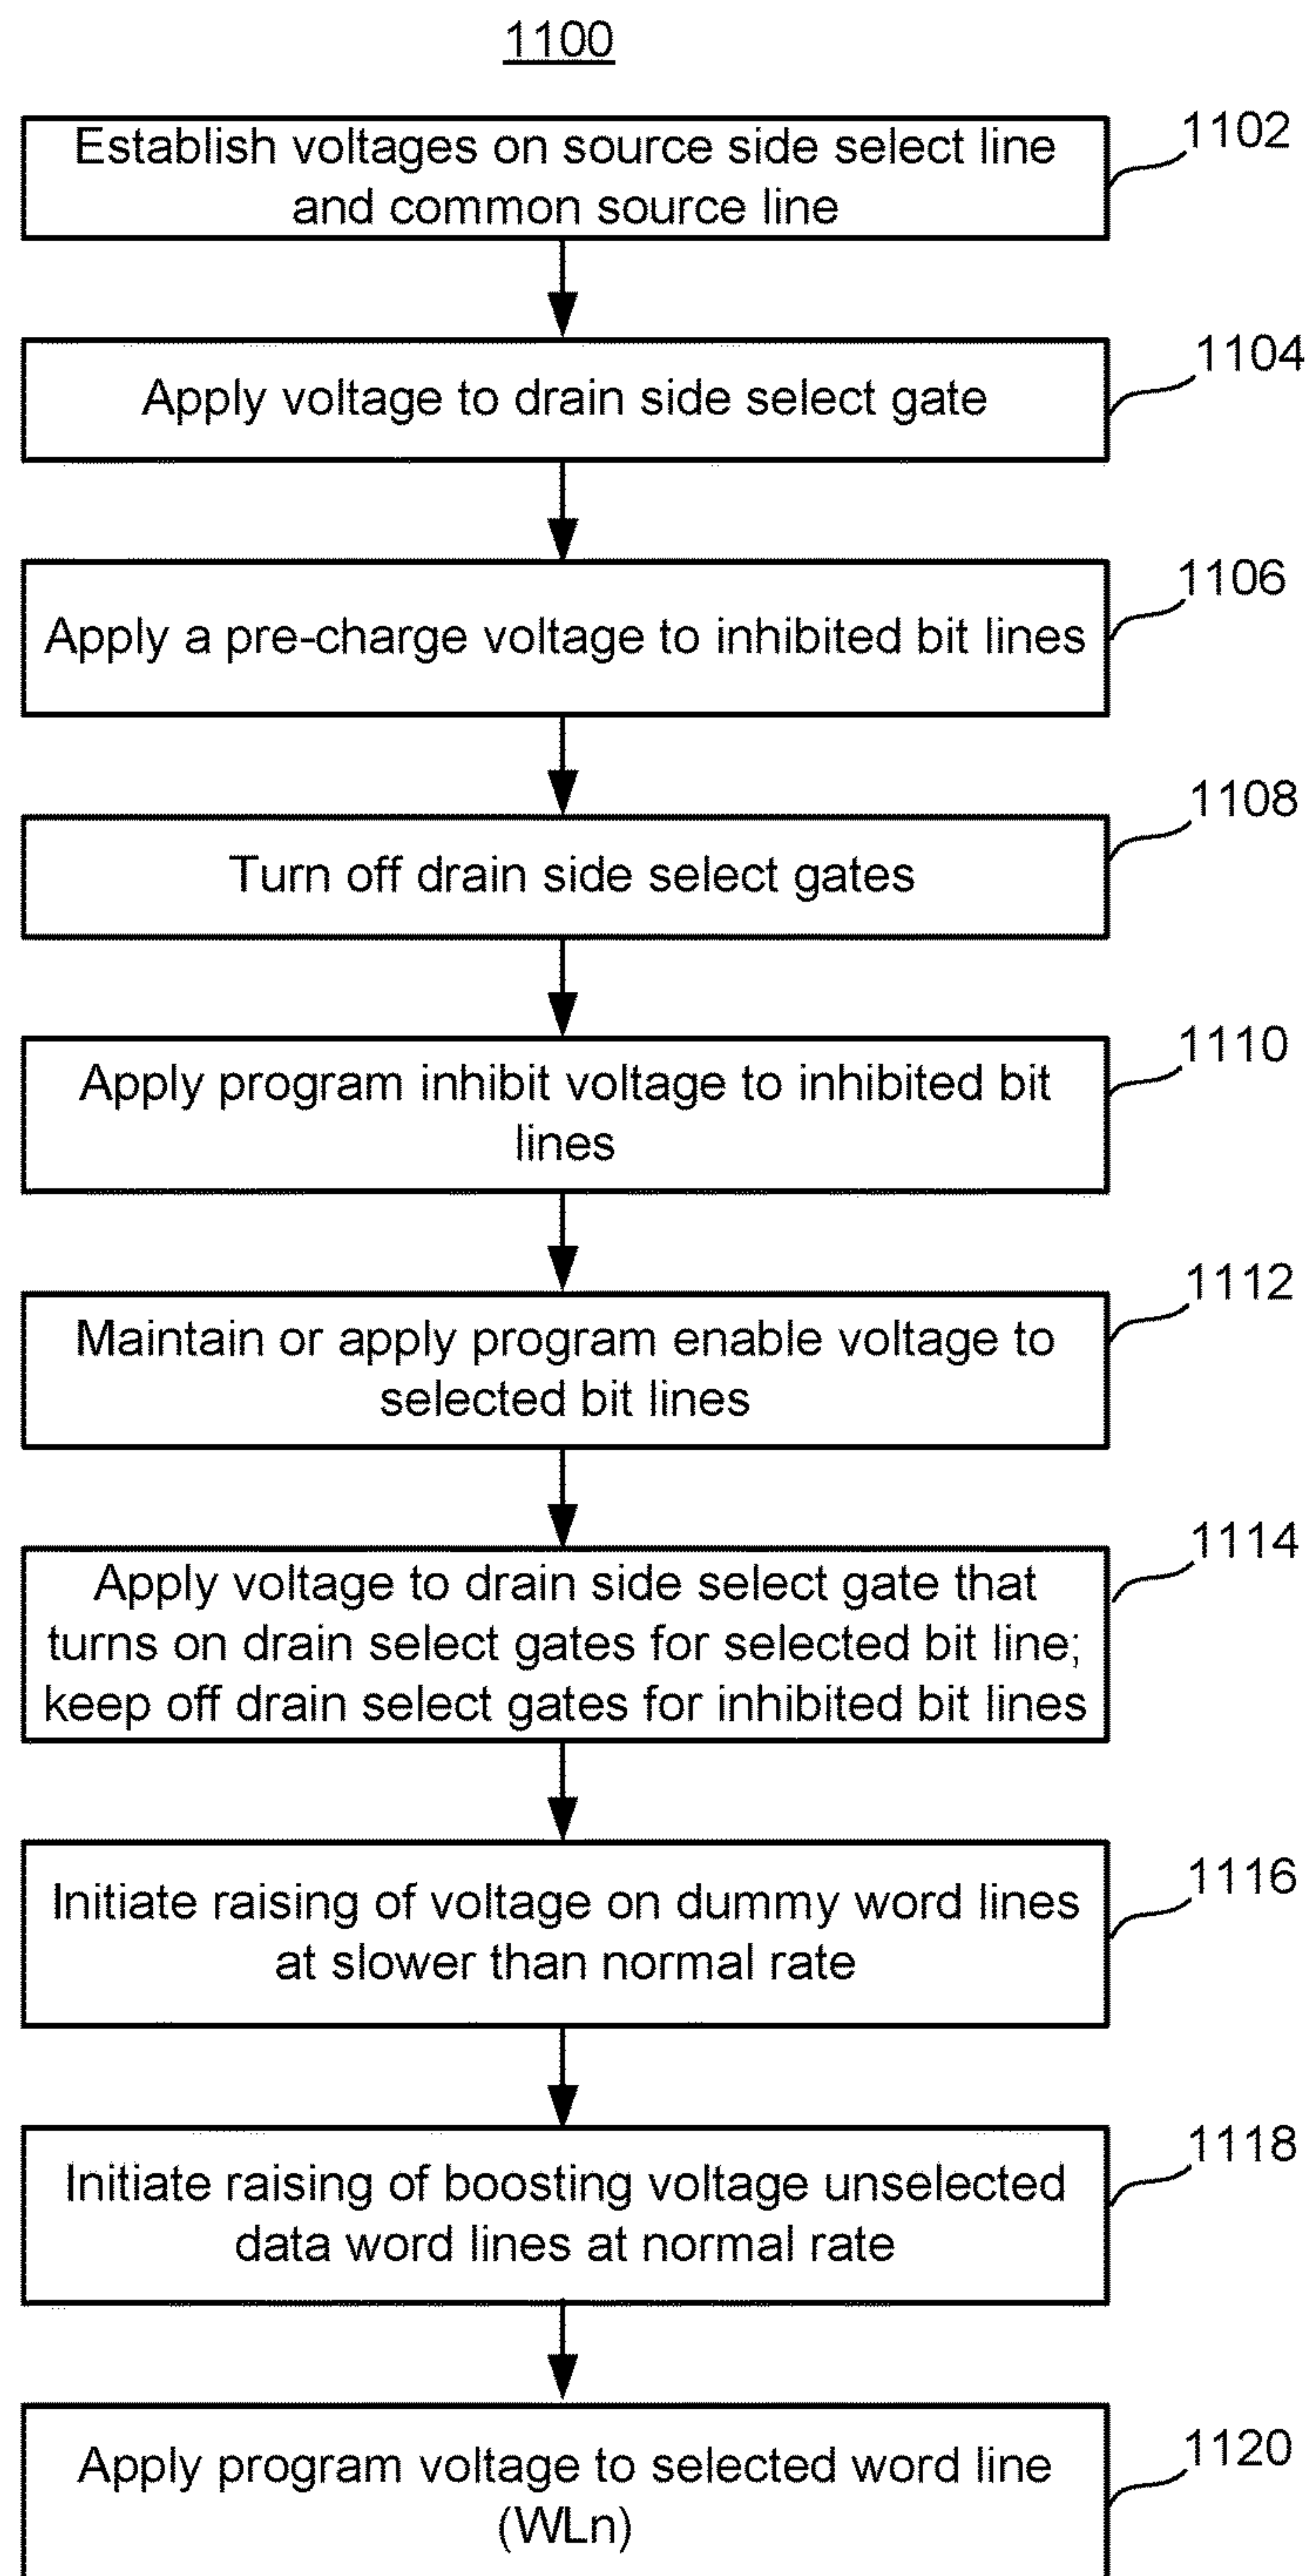 1100
Establish voltages on source side select line
and common source line
1102
Apply voltage to drain side select gate
1104
Apply a pre-charge voltage to inhibited bit lines
1106
Turn off drain side select gates
1108
Apply program inhibit voltage to inhibited bit
lines
1110
Maintain or apply program enable voltage to
selected bit lines
1112
Apply voltage to drain side select gate that
turns on drain select gates for selected bit line;
keep off drain select gates for inhibited bit lines
1114
Initiate raising of voltage on dummy word lines
at slower than normal rate
1116
Initiate raising of boosting voltage unselected
data word lines at normal rate
1118
Apply program voltage to selected word line
(WLn)
1120